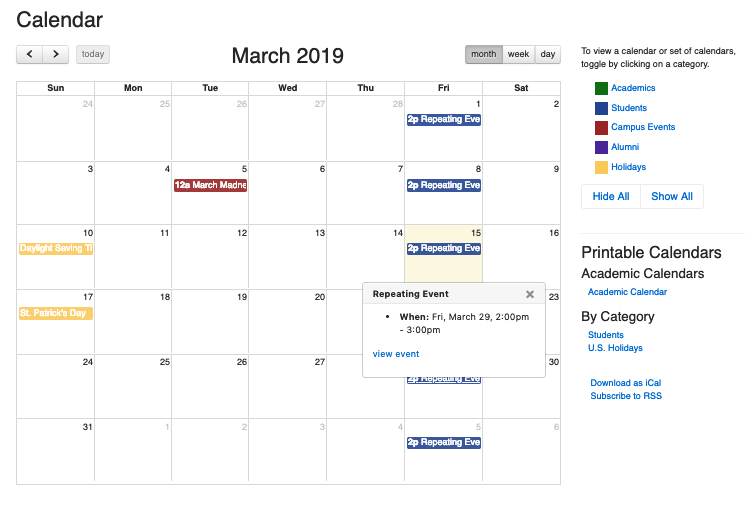 Calendar
today
March 2019
month week day
Sun Mon Tue Wed Thu Fri Sat
24 25 26 27 28 1 2
2p Repeating Eve
3 4 5 6 7 8 9
12a March Madne
2p Repeating Eve
10 11 12 13 14 15 16
Daylight Saving Ti
2p Repeating Eve
17 18 19 20 23
St. Patrick's Day
Repeating Event ×
• When: Fri, March 29, 2:00pm
- 3:00pm
view event
24 25 26 27 30
2p Repeating Eve
31 1 2 3 4 5 6
2p Repeating Eve
To view a calendar or set of calendars,
toggle by clicking on a category.
Academics
Students
Campus Events
Alumni
Holidays
Hide All Show All
Printable Calendars
Academic Calendars
Academic Calendar
By Category
Students
U.S. Holidays
Download as iCal
Subscribe to RSS